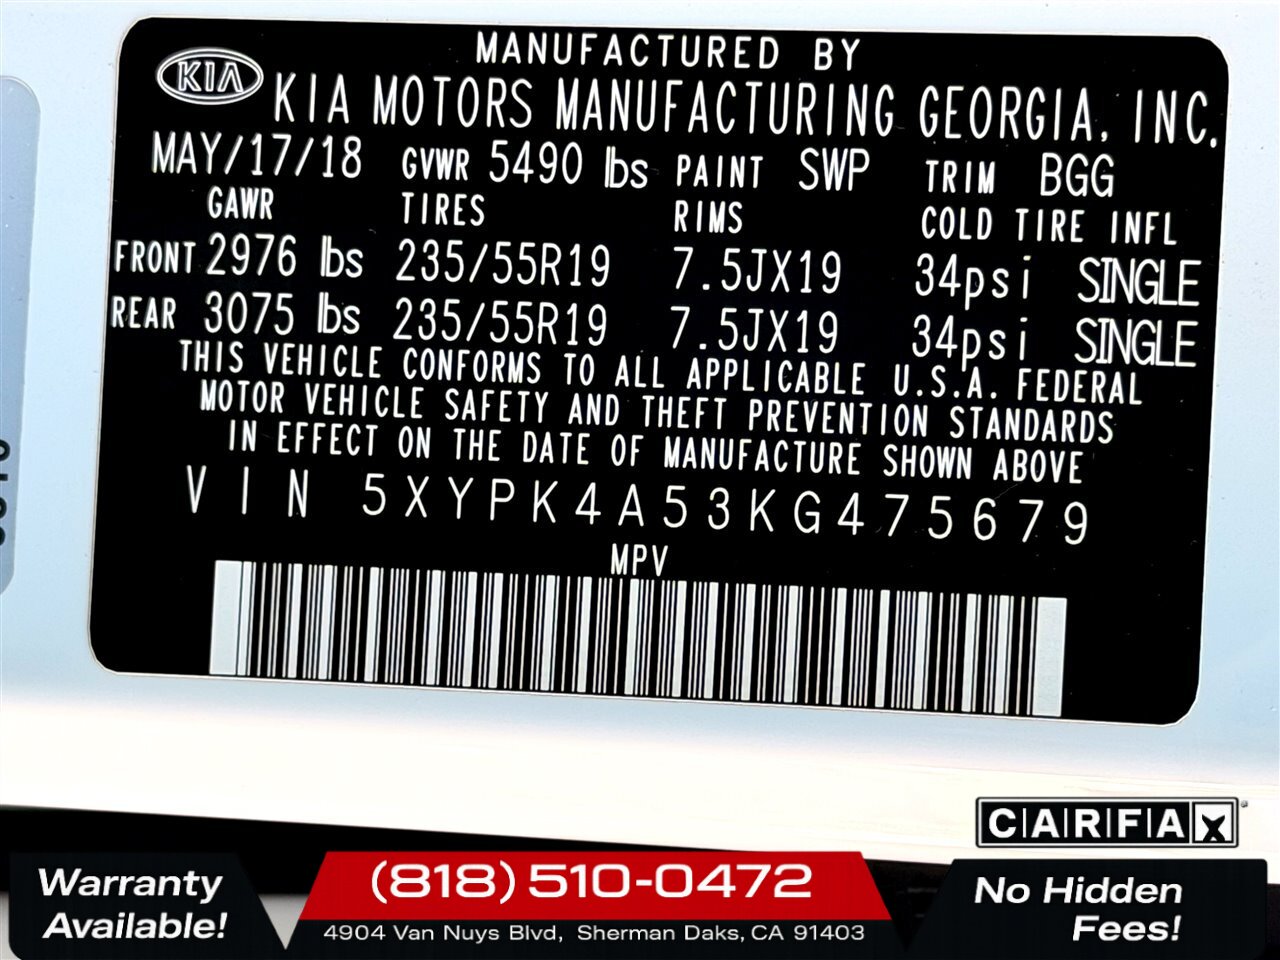 MANUFACTURED BY
KIA KIA MOTORS MANUFACTURING GEORGIA, INC.
MAY/17/18 GVWR 5490 lbs PAINT SWP TRIM BGG
GAWR TIRES RIMS COLD TIRE INFL
FRONT 2976 lbs 235/55R19 7.5JX19 34psi SINGLE
REAR 3075 lbs 235/55R19 7.5JX19 34psi SINGLE
THIS VEHICLE CONFORMS TO ALL APPLICABLE U.S.A. FEDERAL
MOTOR VEHICLE SAFETY AND THEFT PREVENTION STANDARDS
IN EFFECT ON THE DATE OF MANUFACTURE SHOWN ABOVE
VIN 5XYPK4A53KG475679
MPV
CARFAX
Warranty
Available!
(818) 510-0472
4904 Van Nuys Blvd, Sherman Daks, CA 91403
No Hidden
Fees!